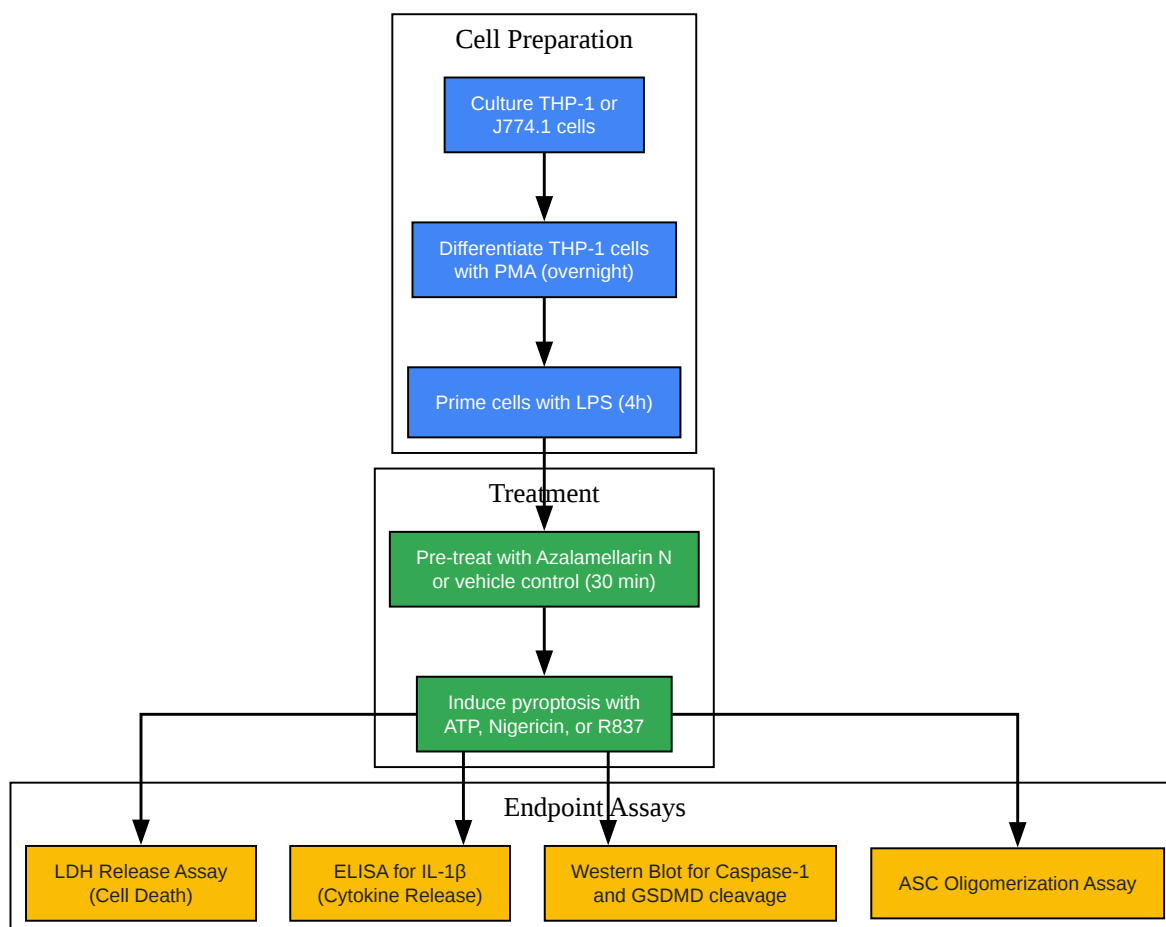 Cell Preparation
Culture THP-1 or
J774.1 cells
Differentiate THP-1 cells
with PMA (overnight)
Prime cells with LPS (4h)
Treatment
Pre-treat with Azalamellarin N
or vehicle control (30 min)
Induce pyroptosis with
ATP, Nigericin, or R837
Endpoint Assays
LDH Release Assay
(Cell Death)
ELISA for IL-1β
(Cytokine Release)
Western Blot for Caspase-1
and GSDMD cleavage
ASC Oligomerization Assay